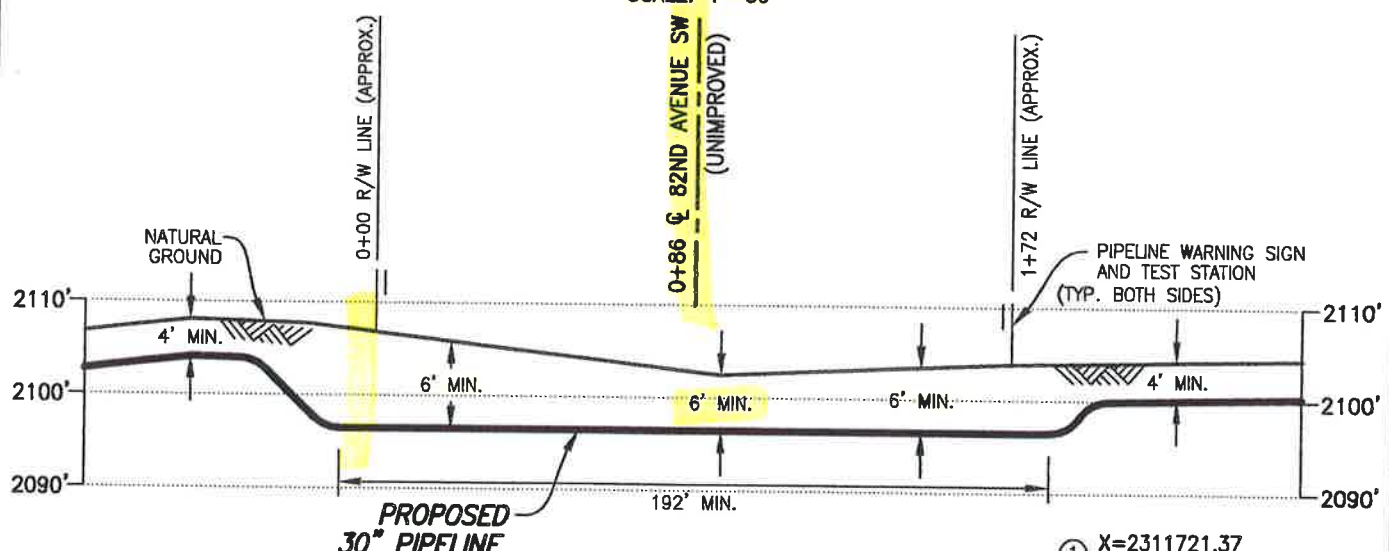 0+00 R/W LINE (APPROX.)
0+86 ℄ 82ND AVENUE SW
(UNIMPROVED)
1+72 R/W LINE (APPROX.)
NATURAL
GROUND
PIPELINE WARNING SIGN
AND TEST STATION
(TYP. BOTH SIDES)
2110'
2110'
4' MIN.
6' MIN.
6' MIN.
6' MIN.
4' MIN.
2100'
2100'
2090'
2090'
192' MIN.
PROPOSED
30" PIPELINE
1 X=2311721.37